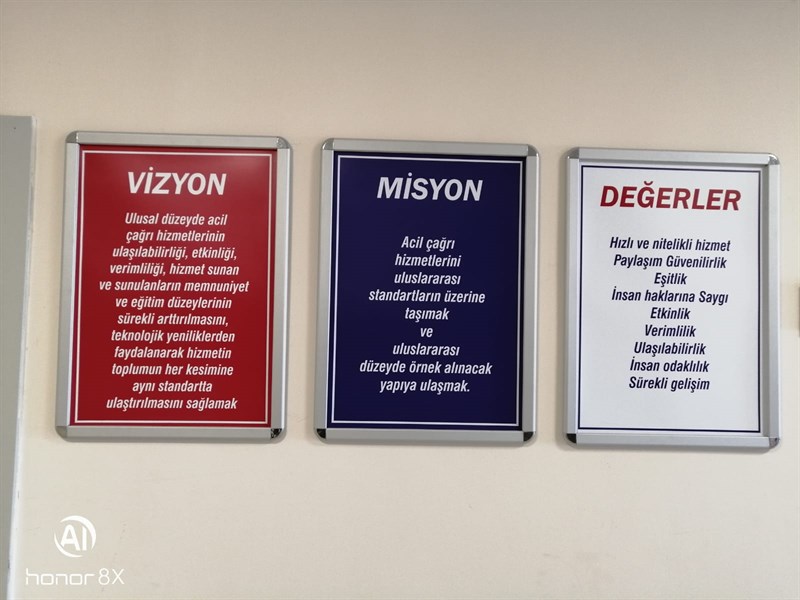 VİZYON
Ulusal düzeyde acil
çağrı hizmetlerinin
ulaşılabilirliği, etkinliği,
verimliliği, hizmet sunan
ve sunulanların memnuniyet
ve eğitim düzeylerinin
sürekli arttırılmasını,
teknolojik yeniliklerden
faydalanarak hizmetin
toplumun her kesimine
aynı standartta
ulaştırılmasını sağlamak
MİSYON
Acil çağrı
hizmetlerini
uluslararası
standartların üzerine
taşımak
ve
uluslararası
düzeyde örnek alınacak
yapıya ulaşmak.
DEĞERLER
Hızlı ve nitelikli hizmet
Paylaşım Güvenilirlik
Eşitlik
İnsan haklarına Saygı
Etkinlik
Verimlilik
Ulaşılabilirlik
İnsan odaklılık
Sürekli gelişim
AI
honor 8X